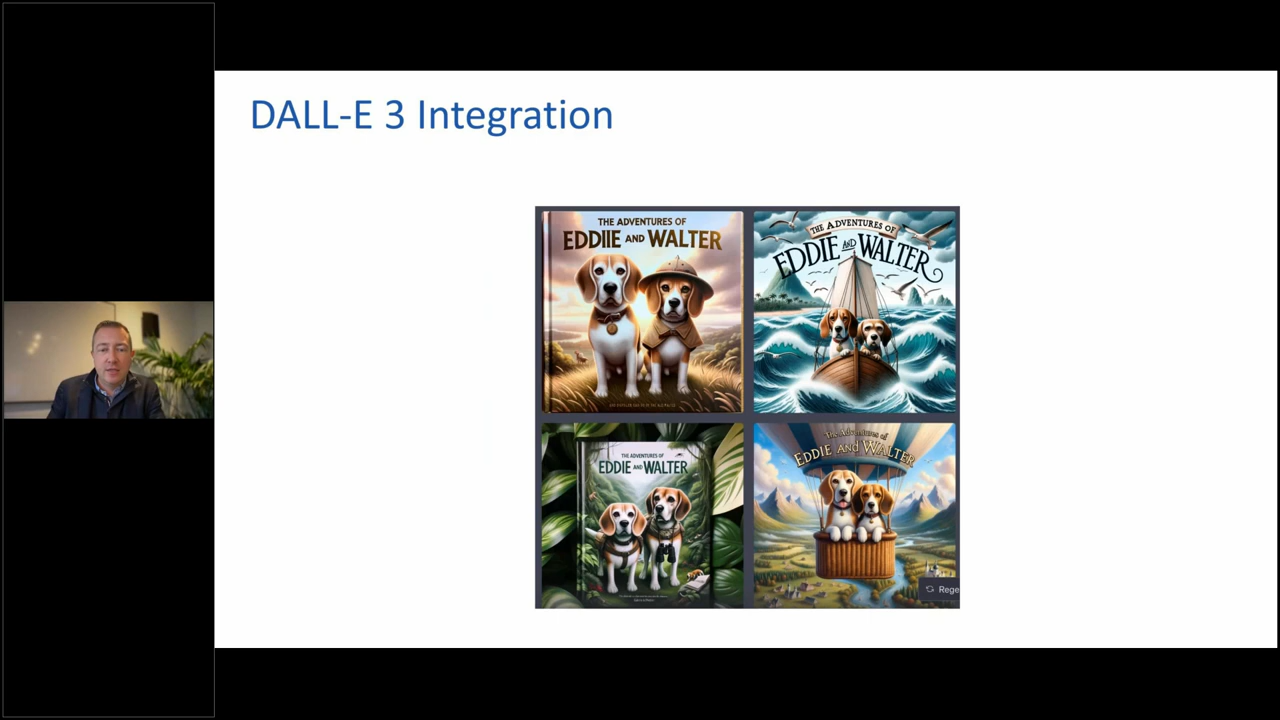 DALL-E 3 Integration
THE ADVENTURES OF
EDDIIE AND WALTER
THE ADVENTURES OF
EDDIE AND WALTER
THE ADVENTURES OF
EDDIE AND WALTER
The Adventures of
EDDIE And WALTER
Rege